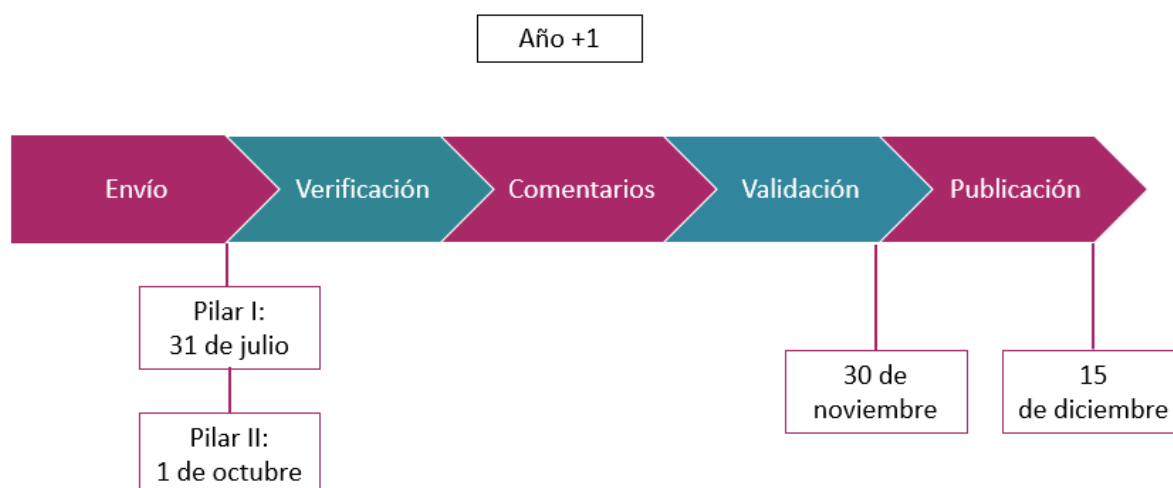 Año +1
Envío
Verificación
Comentarios
Validación
Publicación
Pilar I:
31 de julio
Pilar II:
1 de octubre
30 de
noviembre
15
de diciembre